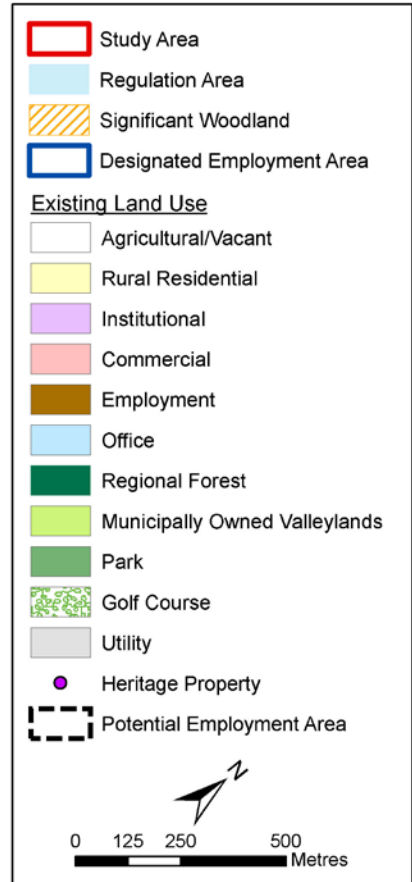 Study Area
Regulation Area
Significant Woodland
Designated Employment Area
Existing Land Use
Agricultural/Vacant
Rural Residential
Institutional
Commercial
Employment
Office
Regional Forest
Municipally Owned Valleylands
Park
Golf Course
Utility
Heritage Property
Potential Employment Area
N
0 125 250 500
Metres